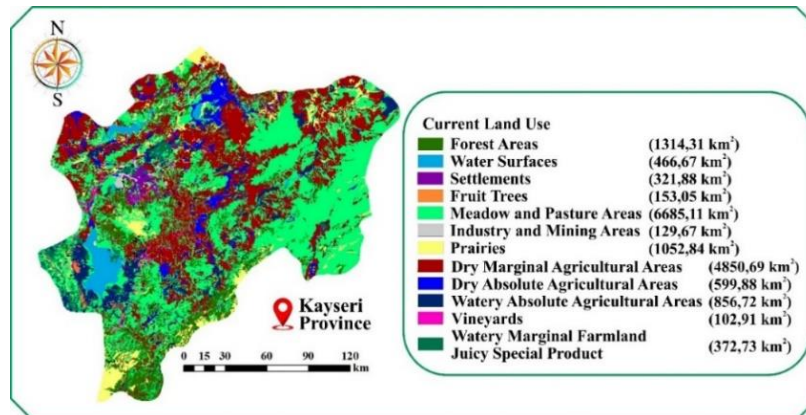 N
S
Kayseri
Province
0 15 30 60 90 120
km
Current Land Use
Forest Areas (1314,31 km²)
Water Surfaces (466,67 km²)
Settlements (321,88 km²)
Fruit Trees (153,05 km²)
Meadow and Pasture Areas (6685,11 km²)
Industry and Mining Areas (129,67 km²)
Prairies (1052,84 km²)
Dry Marginal Agricultural Areas (4850,69 km²)
Dry Absolute Agricultural Areas (599,88 km²)
Watery Absolute Agricultural Areas (856,72 km²)
Vineyards (102,91 km²)
Watery Marginal Farmland
Juicy Special Product (372,73 km²)